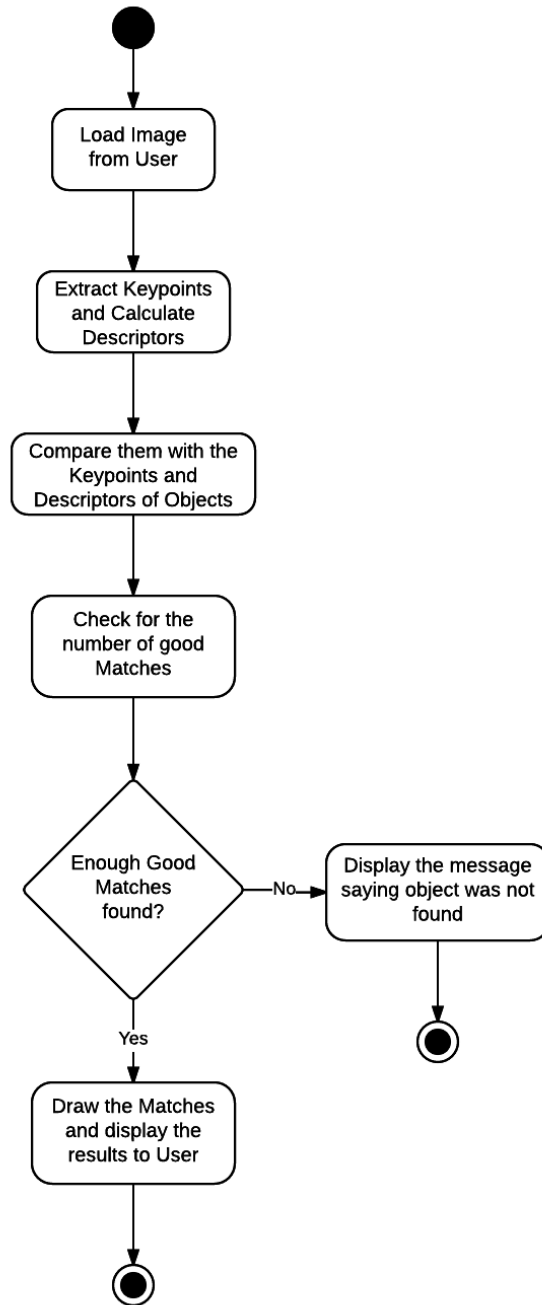 Load Image
from User
Extract Keypoints
and Calculate
Descriptors
Compare them with the
Keypoints and
Descriptors of Objects
Check for the
number of good
Matches
Enough Good
Matches
found?
No
Display the message
saying object was not
found
Yes
Draw the Matches
and display the
results to User